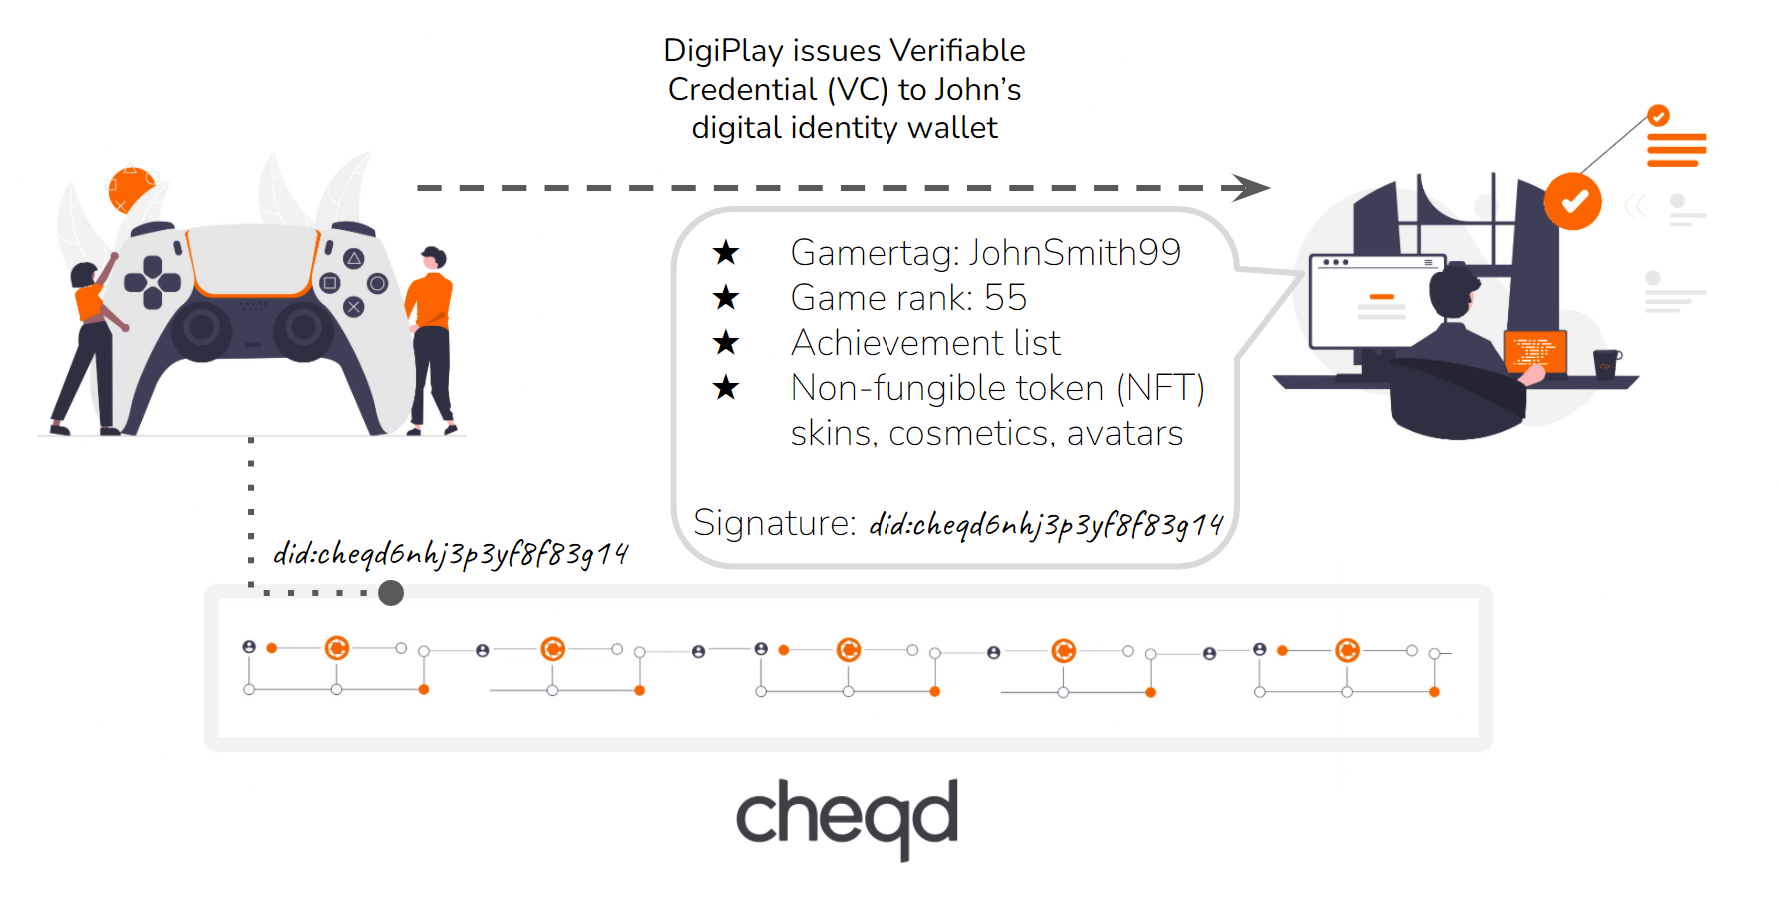 DigiPlay issues Verifiable
Credential (VC) to John’s
digital identity wallet
★ Gamertag: JohnSmith99
★ Game rank: 55
★ Achievement list
★ Non-fungible token (NFT)
skins, cosmetics, avatars
Signature: did:cheqd6nhj3p3yf8f83g14
did:cheqd6nhj3p3yf8f83g14
cheqd